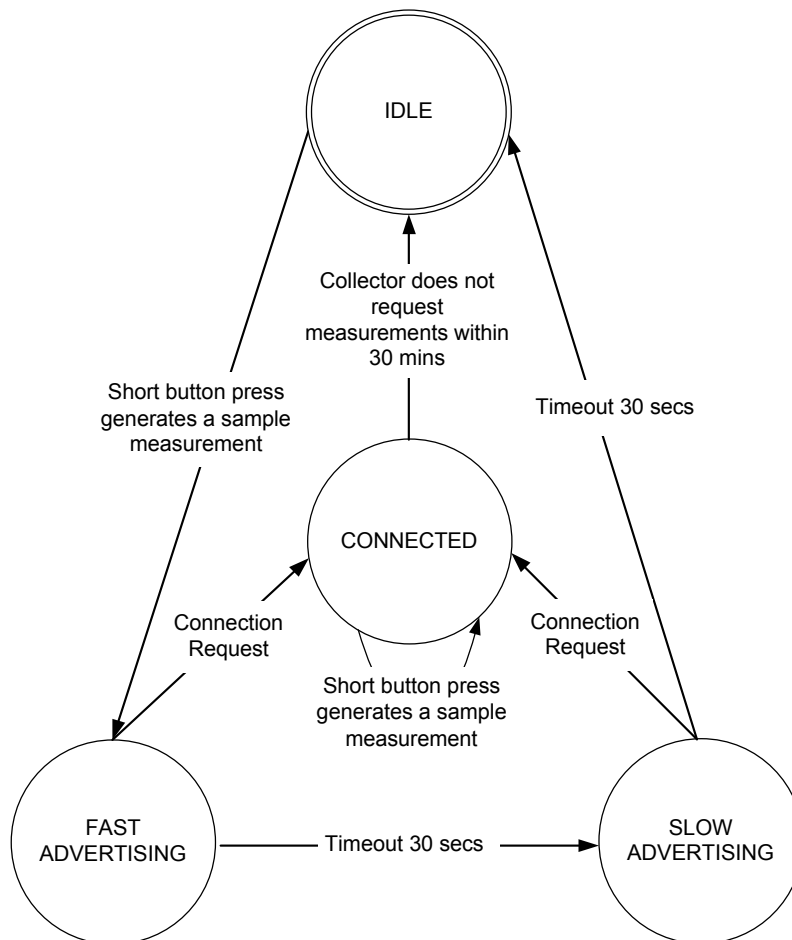 IDLE
Collector does not
request
measurements within
30 mins
Short button press
generates a sample
measurement
Timeout 30 secs
CONNECTED
Connection
Request
Connection
Request
Short button press
generates a sample
measurement
FAST
ADVERTISING
Timeout 30 secs
SLOW
ADVERTISING